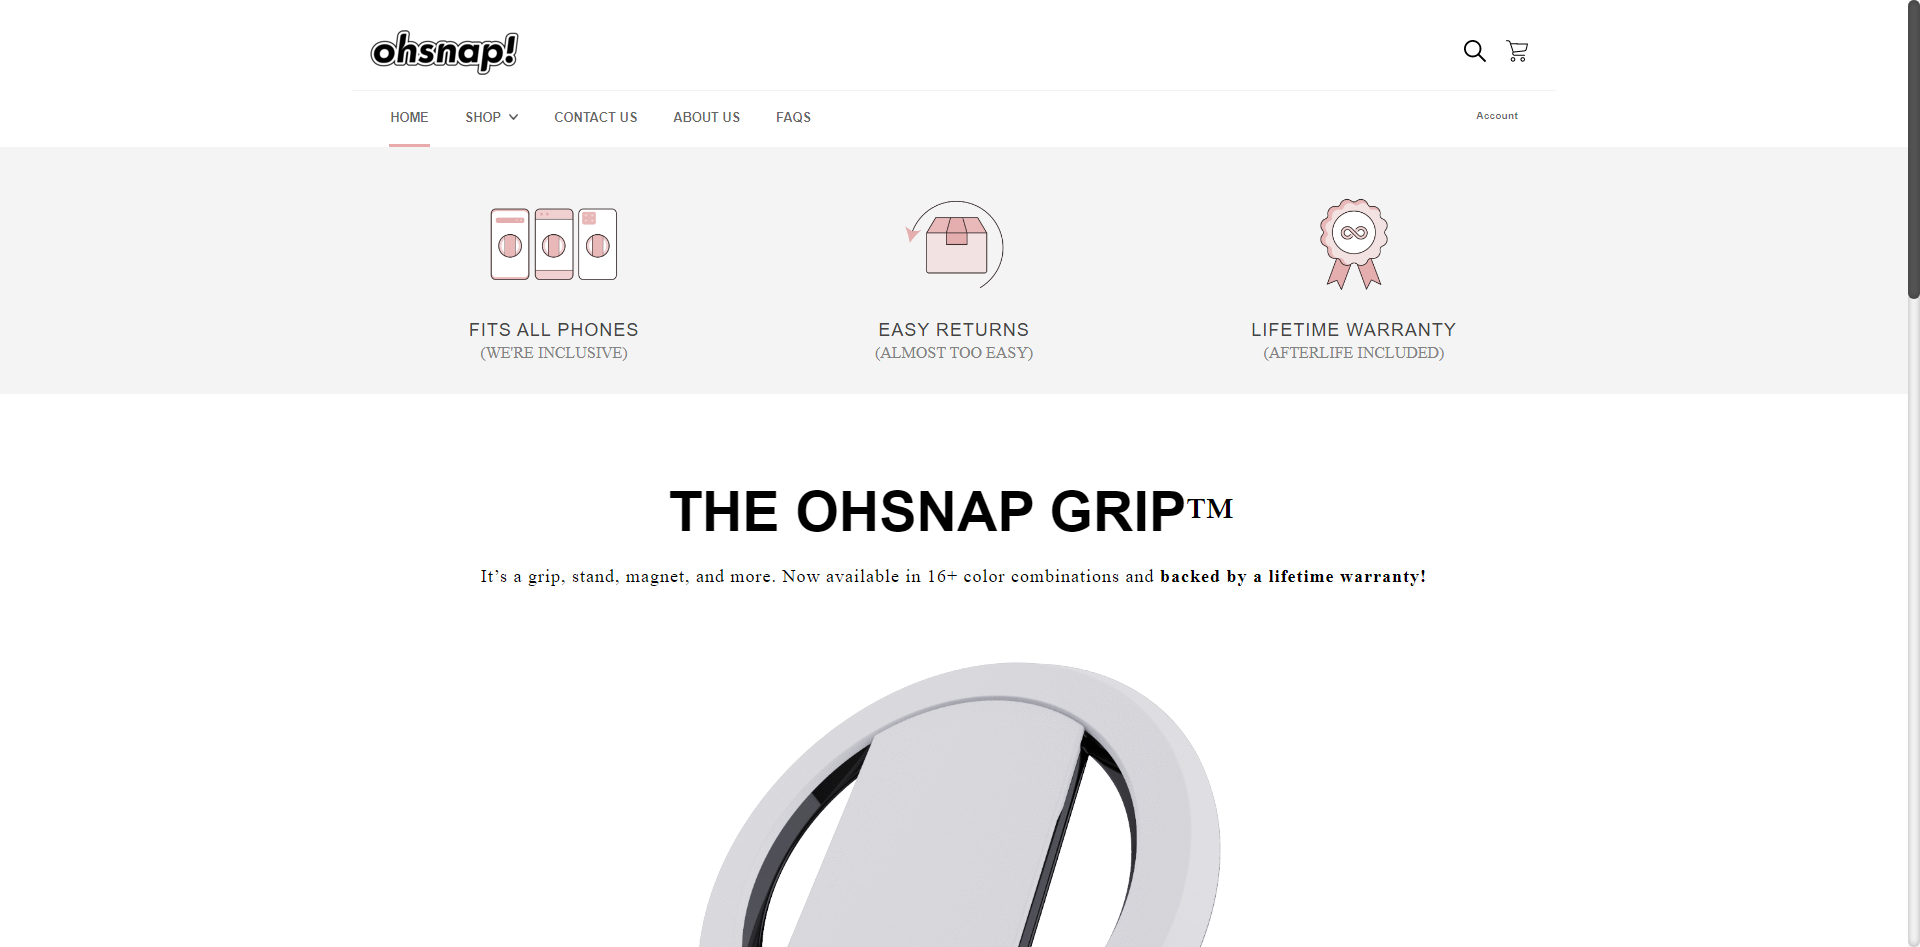 ohsnap!
HOME SHOP CONTACT US ABOUT US FAQS Account
FITS ALL PHONES
(WE'RE INCLUSIVE)
EASY RETURNS
(ALMOST TOO EASY)
LIFETIME WARRANTY
(AFTERLIFE INCLUDED)
THE OHSNAP GRIP™
It’s a grip, stand, magnet, and more. Now available in 16+ color combinations and backed by a lifetime warranty!